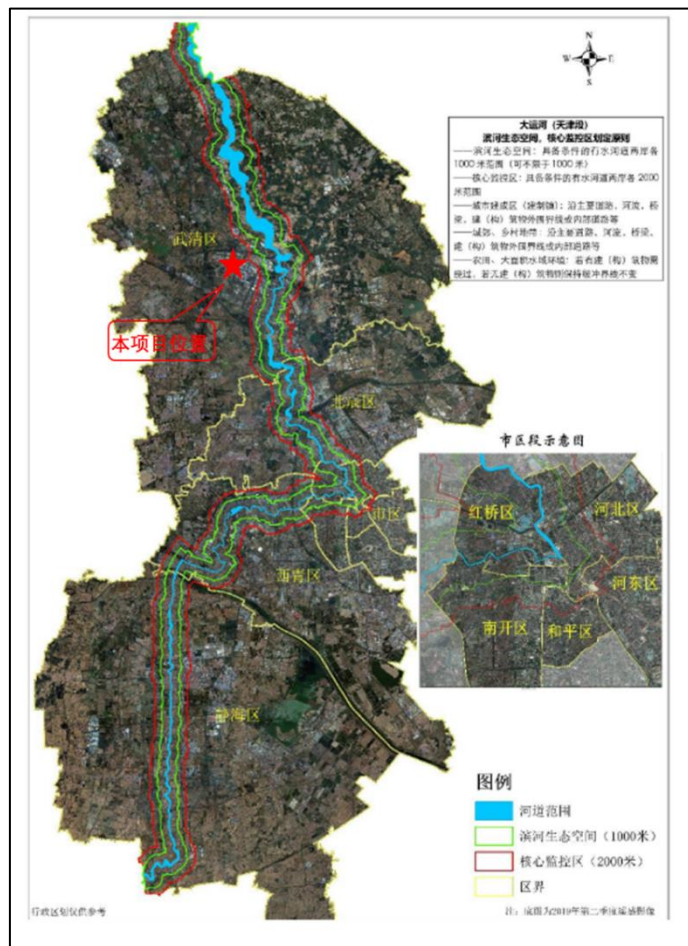 N
W
E
S
大运河（天津段）
滨河生态空间、核心监控区划定原则
——滨河生态空间：具备条件的有水河道两岸各
1000米范围（可不限于1000米）
——核心监控区：具备条件的有水河道两岸各2000
米范围
——城市建成区（建制镇）：沿主要道路、河流、桥
梁、建（构）筑物外围界线或内部道路等
——城郊、乡村地带：沿主要道路、河流、桥梁、
建（构）筑物外围界线或内部道路等
——农田、大面积水域环境：若有建（构）筑物需
绕过，若无建（构）筑物则保持缓冲界线不变
武清区
本项目位置
北辰区
市区段示意图
红桥区
河北区
市区
河东区
西青区
南开区
和平区
静海区
图例
河道范围
滨河生态空间（1000米）
核心监控区（2000米）
区界
行政区划仅供参考
注：底图为2019年第二季度遥感图像